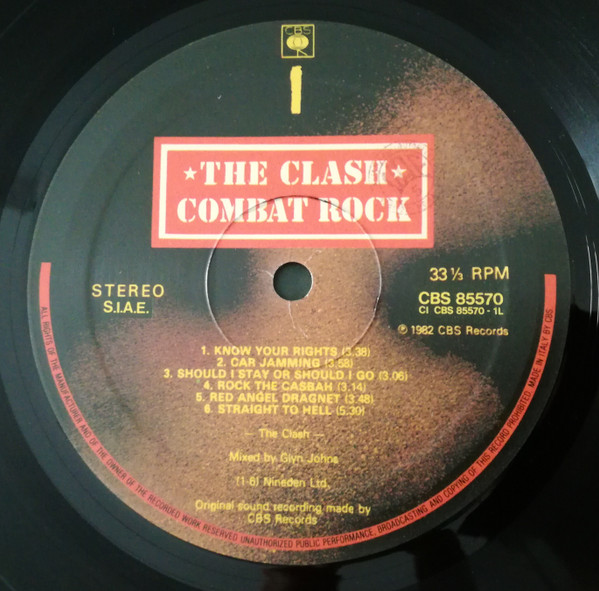 CBS
1
★THE CLASH★
COMBAT ROCK
STEREO
S.I.A.E.
33 ⅓ RPM
CBS 85570
CI CBS 85570 - 1L
℗ 1982 CBS Records
1. KNOW YOUR RIGHTS (3.38)
2. CAR JAMMING (3.58)
3. SHOULD I STAY OR SHOULD I GO (3.06)
4. ROCK THE CASBAH (3.14)
5. RED ANGEL DRAGNET (3.48)
6. STRAIGHT TO HELL (5.30)
— The Clash —
Mixed by Glyn Johns
(1-6) Nineden Ltd.
Original sound recording made by
CBS Records
ALL RIGHTS OF THE MANUFACTURER AND OF THE OWNER OF THE RECORDED WORK RESERVED UNAUTHORIZED PUBLIC PERFORMANCE, BROADCASTING AND COPYING OF THIS RECORD PROHIBITED. MADE IN ITALY BY CBS.